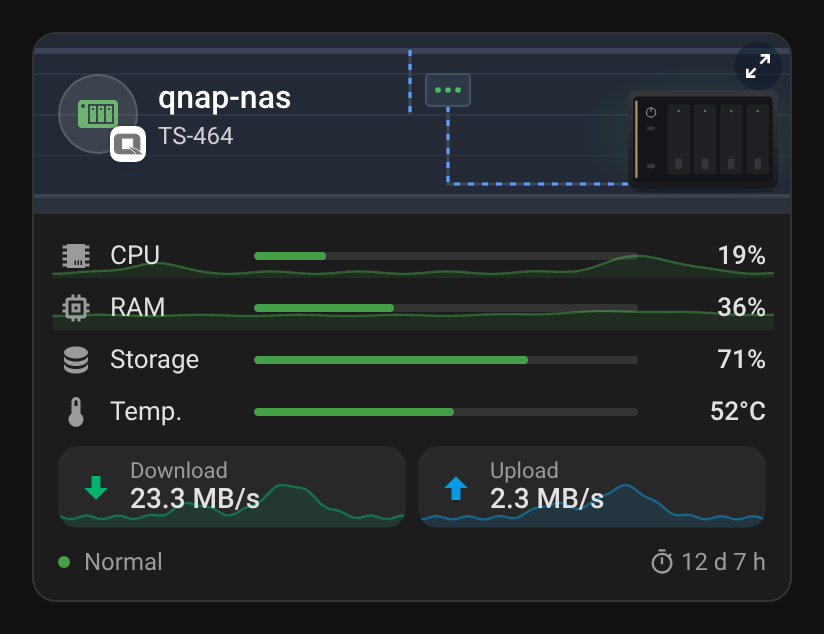 qnap-nas
TS-464
CPU 19%
RAM 36%
Storage 71%
Temp. 52°C
Download
23.3 MB/s
Upload
2.3 MB/s
Normal
12 d 7 h